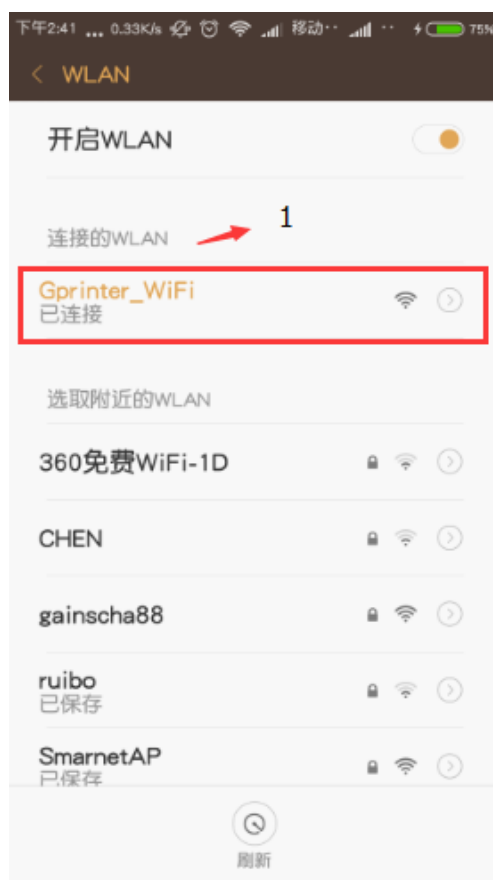 下午2:41 ... 0.33K/s 移动·· 75%
< WLAN
开启WLAN
连接的WLAN
1
Gprinter_WiFi
已连接
选取附近的WLAN
360免费WiFi-1D
CHEN
gainscha88
ruibo
已保存
SmarnetAP
已保存
刷新